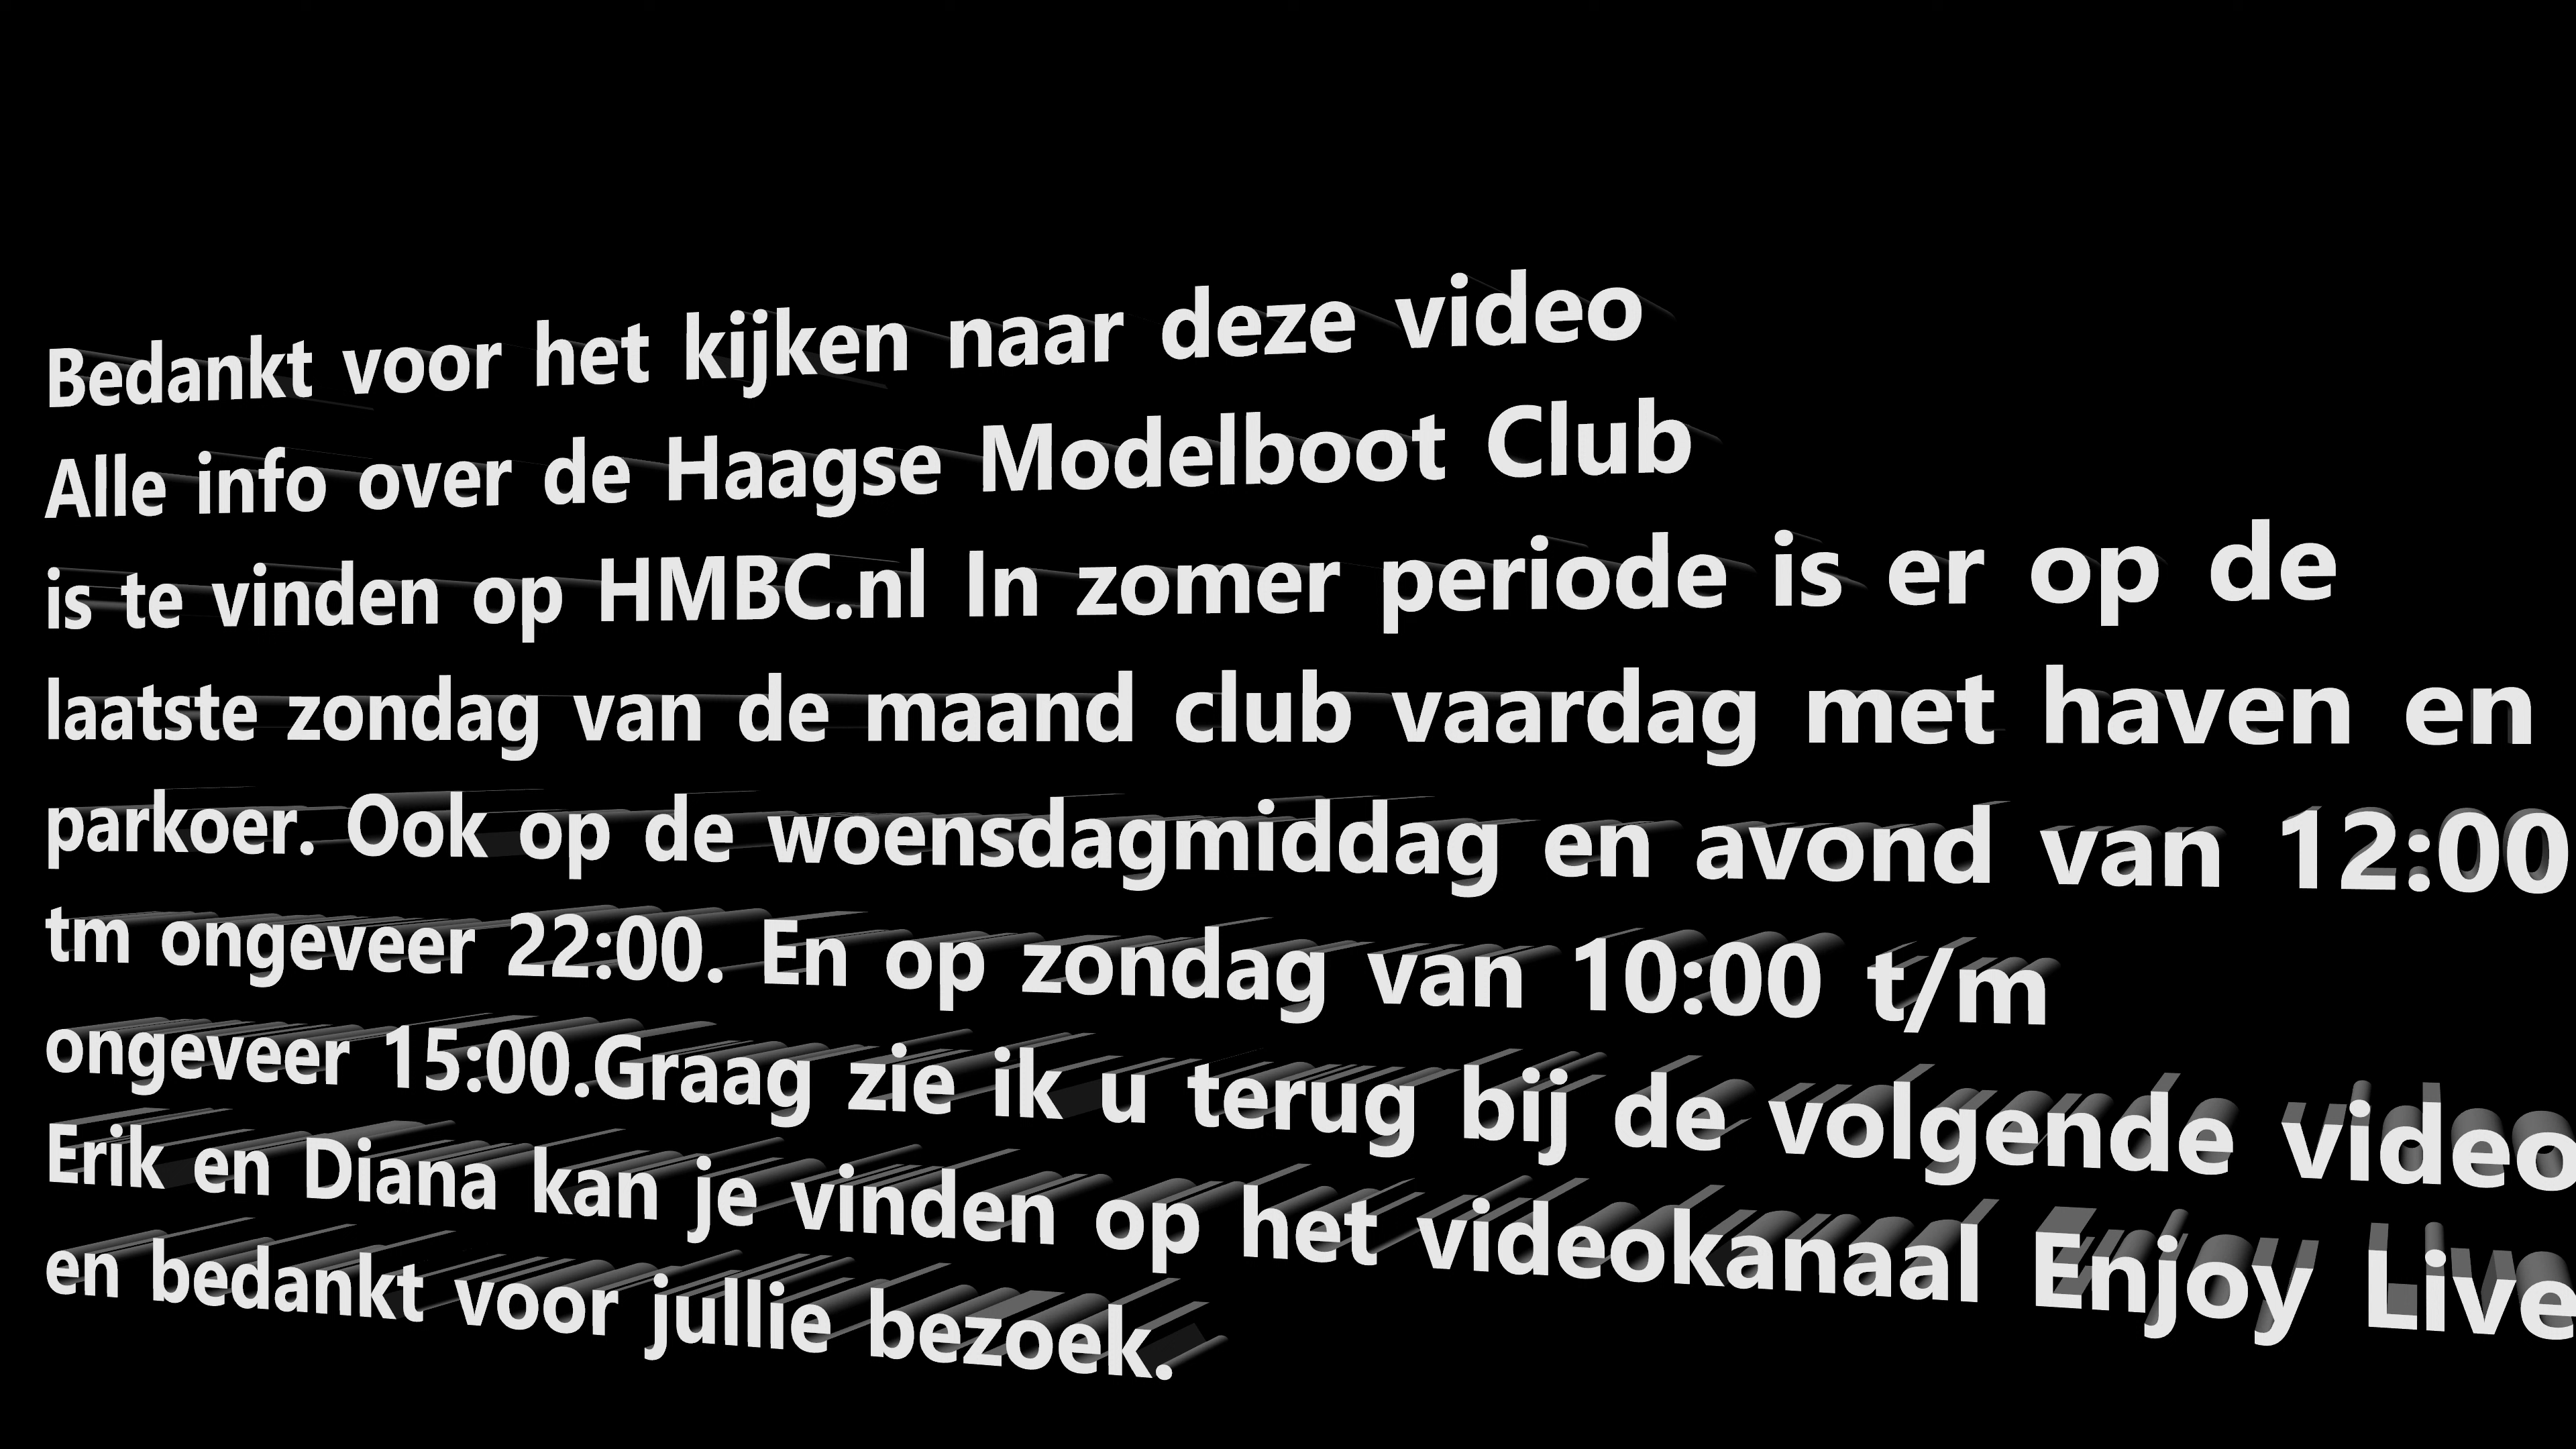 Bedankt voor het kijken naar deze video
Alle info over de Haagse Modelboot Club
is te vinden op HMBC.nl In zomer periode is er op de
laatste zondag van de maand club vaardag met haven en
parkoer. Ook op de woensdagmiddag en avond van 12:00
tm ongeveer 22:00. En op zondag van 10:00 t/m
ongeveer 15:00.Graag zie ik u terug bij de volgende video
Erik en Diana kan je vinden op het videokanaal Enjoy Live
en bedankt voor jullie bezoek.